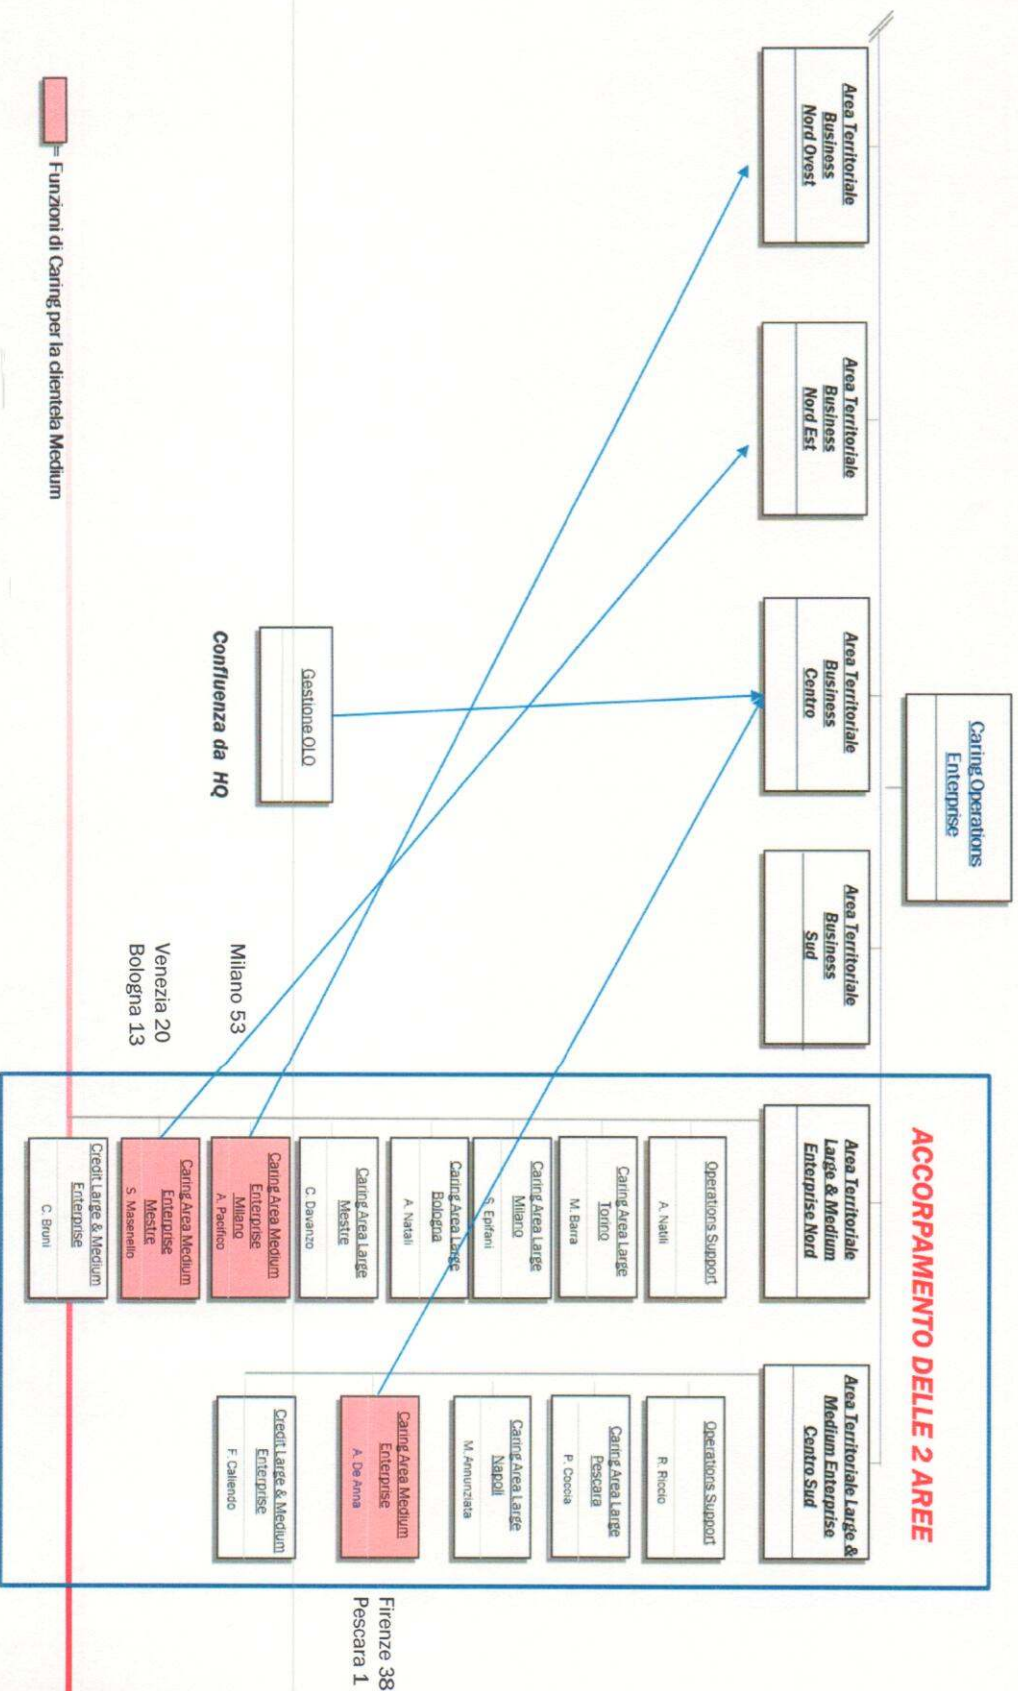 ACCORPAMENTO DELLE 2 AREE
Caring Operations
Enterprise
Area Territoriale
Business
Nord Ovest
Area Territoriale
Business
Nord Est
Area Territoriale
Business
Centro
Area Territoriale
Business
Sud
Area Territoriale
Large & Medium
Enterprise Nord
Area Territoriale Large &
Medium Enterprise
Centro Sud
Operations Support
A. Natili
Caring Area Large
Torino
M. Barra
Caring Area Large
Milano
S. Epifani
Caring Area Large
Bologna
A. Natali
Caring Area Large
Mestre
C. Davanzo
Caring Area Medium
Enterprise
Milano
A. Pacifico
Caring Area Medium
Enterprise
Mestre
S. Masenello
Credit Large & Medium
Enterprise
C. Bruni
Operations Support
R. Riccio
Caring Area Large
Pescara
P. Coccia
Caring Area Large
Napoli
M. Annunziata
Caring Area Medium
Enterprise
A. De Anna
Credit Large & Medium
Enterprise
F. Caliendo
Gestione OLO
Confluenza da HQ
Milano 53
Venezia 20
Bologna 13
Firenze 38
Pescara 1
= Funzioni di Caring per la clientela Medium